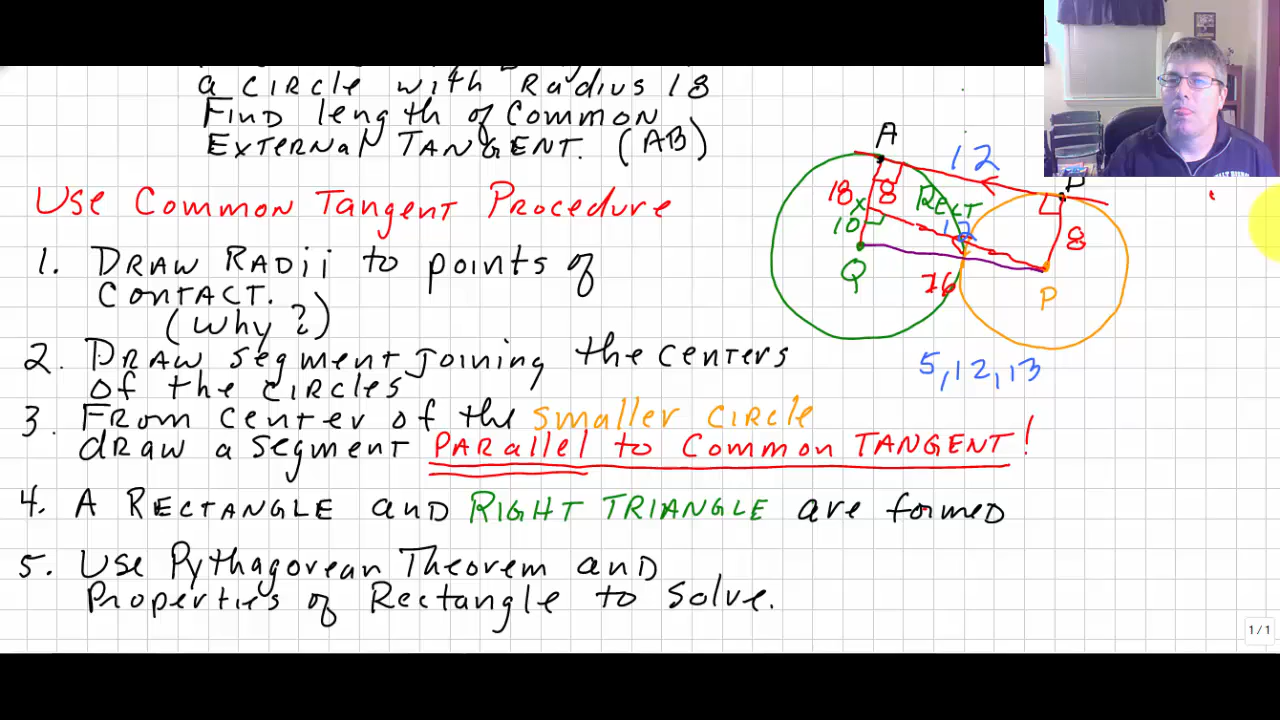 a circle with Radius 18
Find length of Common
External Tangent. (AB)
Use Common Tangent Procedure
1. Draw Radii to points of
Contact.
(Why?)
2. Draw segment joining the centers
of the circles
3. From center of the smaller circle
draw a segment Parallel to Common Tangent!
4. A Rectangle and Right Triangle are formed
5. Use Pythagorean Theorem and
Properties of Rectangle to solve.
A
12
18
8
Rect
x
10
12
8
Q
P
5, 12, 13
1/1